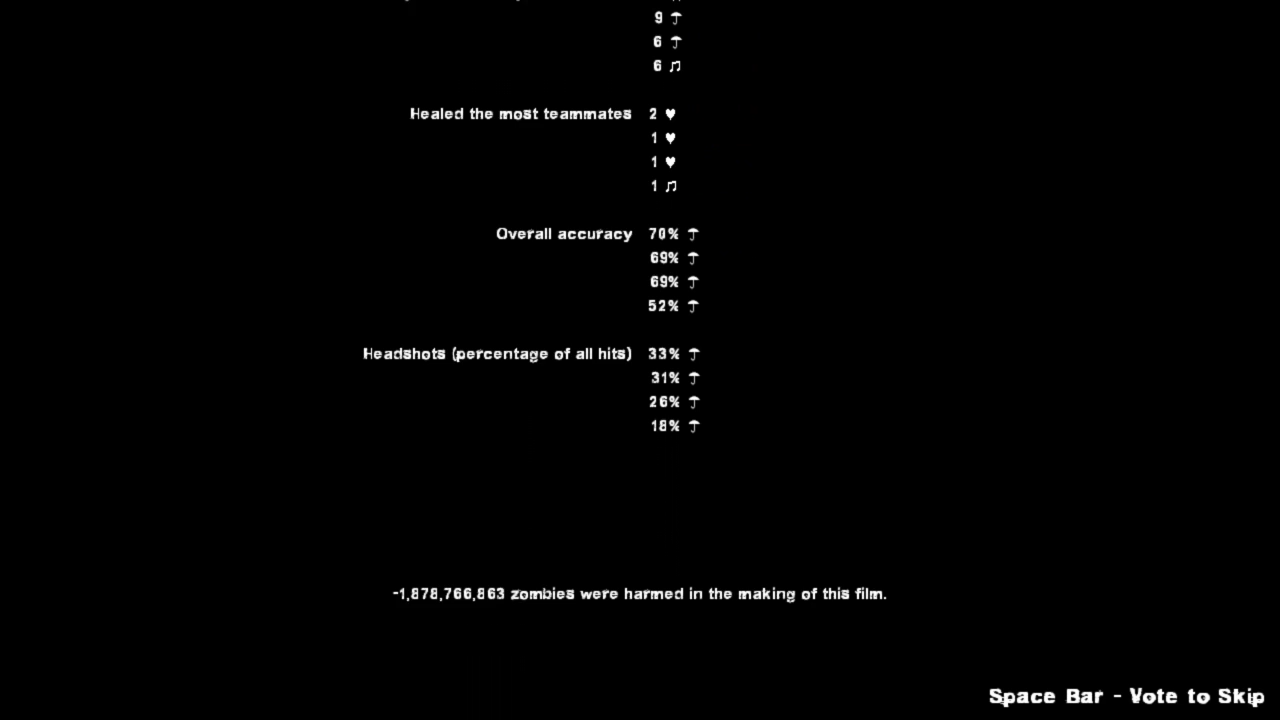 9 ☂
6 ☂
6 ♫
Healed the most teammates 2 ♥
1 ♥
1 ♥
1 ♫
Overall accuracy 70% ☂
69% ☂
69% ☂
52% ☂
Headshots (percentage of all hits) 33% ☂
31% ☂
26% ☂
18% ☂
-1,878,766,863 zombies were harmed in the making of this film.
Space Bar - Vote to Skip